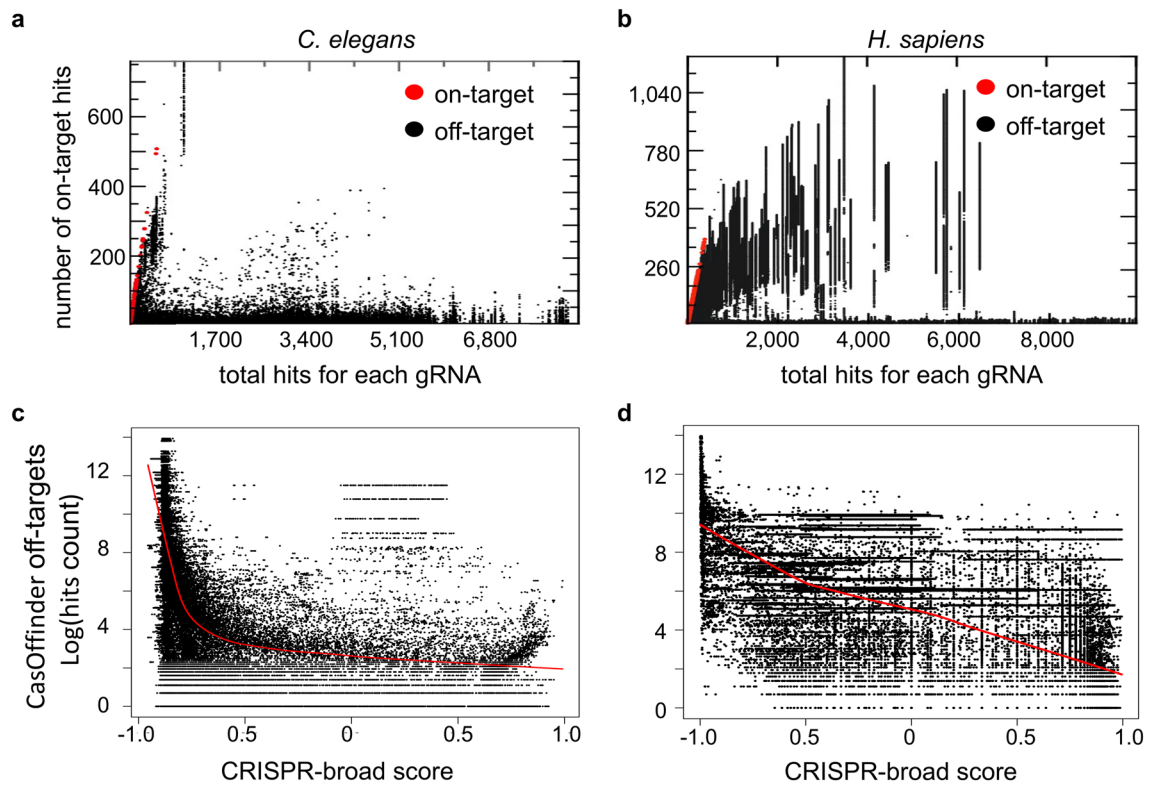 a
C. elegans
number of on-target hits
600
400
200
on-target
off-target
1,700 3,400 5,100 6,800
total hits for each gRNA
b
H. sapiens
1,040
780
520
260
on-target
off-target
2,000 4,000 6,000 8,000
total hits for each gRNA
c
CasOffinder off-targets
Log(hits count)
12
8
4
0
-1.0 0.5 0 0.5 1.0
CRISPR-broad score
d
12
8
4
0
-1.0 0.5 0 0.5 1.0
CRISPR-broad score